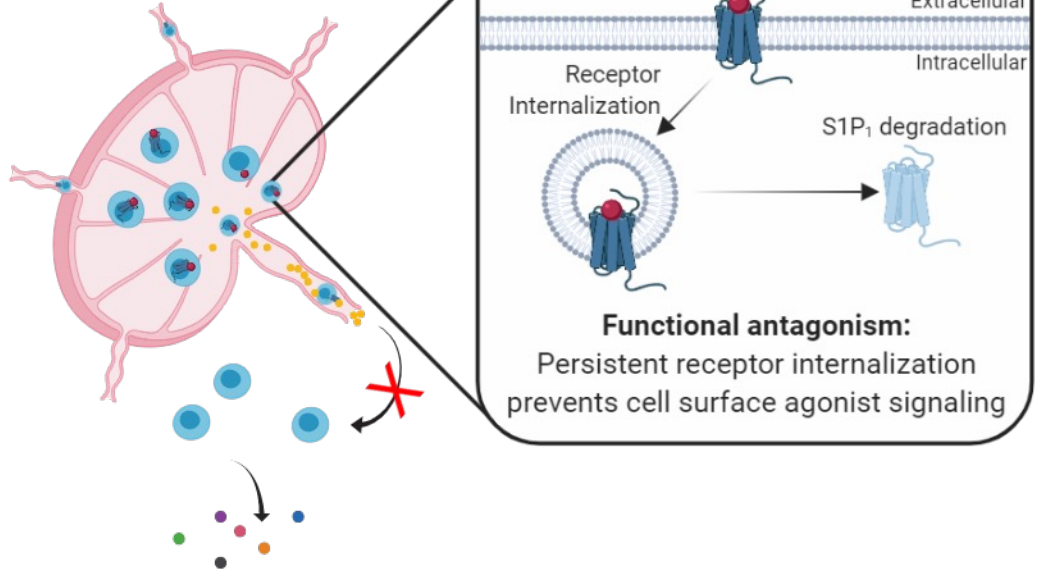 Extracellular
Intracellular
Receptor
Internalization
S1P₁ degradation
Functional antagonism:
Persistent receptor internalization
prevents cell surface agonist signaling